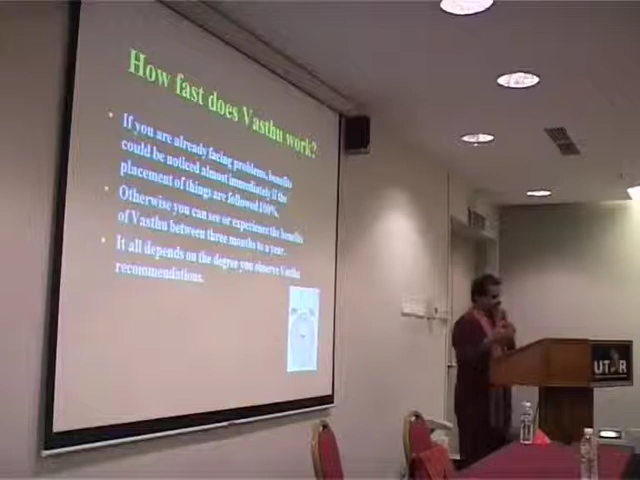 How fast does Vasthu work?
If you are already facing problems, benefits
could be noticed almost immediately if the
placement of things are followed 100%.
Otherwise you can see or experience the benefits
of Vasthu between three months to a year.
It all depends on the degree you observe Vasthu
recommendations.
UTAR